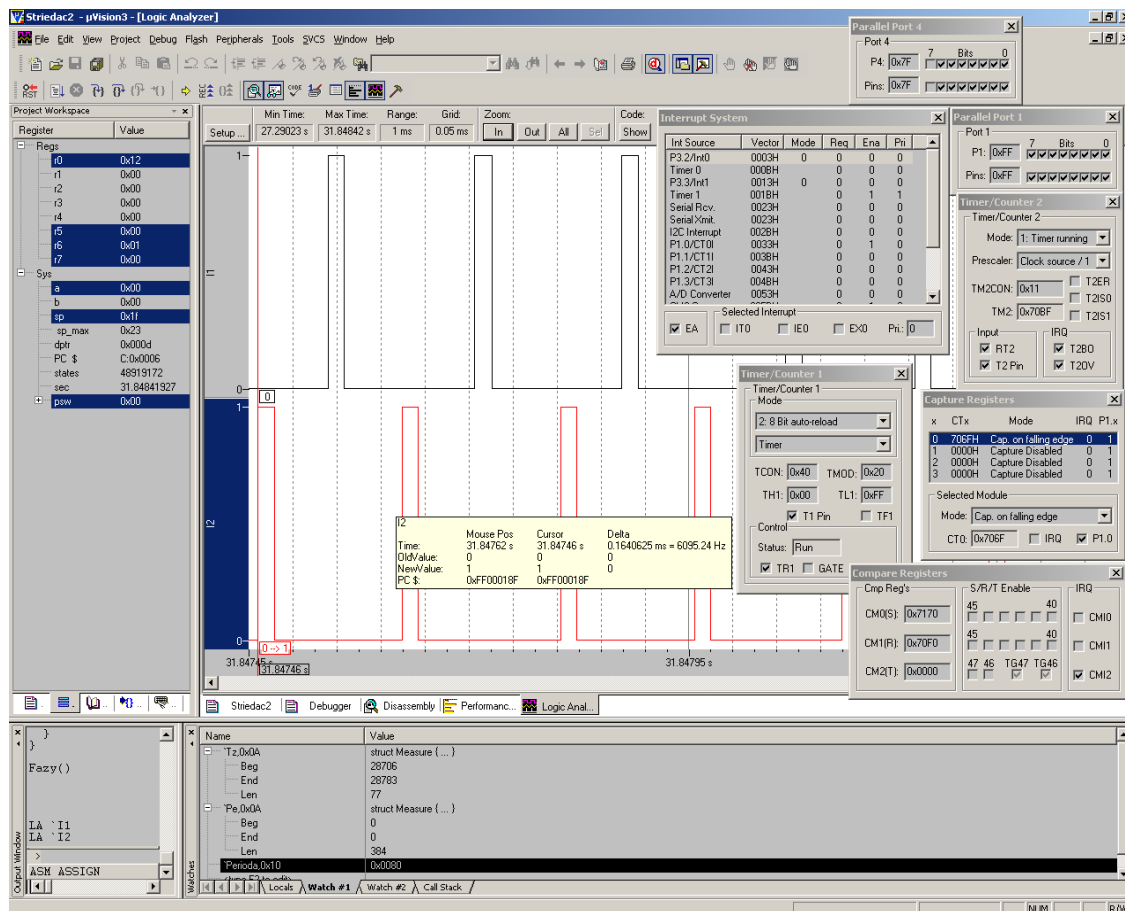 Striedac2 - µVision3 - [Logic Analyzer]
File Edit View Project Debug Flash Peripherals Tools SVCS Window Help
Project Workspace
Register Value
Regs
r0 0x12
r1 0x00
r2 0x00
r3 0x00
r4 0x00
r5 0x00
r6 0x01
r7 0x00
Sys
a 0x00
b 0x00
sp 0x1f
sp_max 0x23
dptr 0x000d
PC $ C:0x0006
states 48919172
sec 31.84841927
psw 0x00
Min Time: Max Time: Range: Grid: Zoom: Code:
Setup ... 27.29023 s 31.84842 s 1 ms 0.05 ms In Out All Sel Show
I1
1
0
0
I2
1
0
0 --> 1
31.84745 s
31.84746 s
31.84795 s
I2
Mouse Pos Cursor Delta
Time: 31.84762 s 31.84746 s 0.1640625 ms = 6095.24 Hz
OldValue: 0 0 0
NewValue: 1 1 0
PC $: 0xFF00018F 0xFF00018F
Striedac2 Debugger Disassembly Performanc... Logic Anal...
Parallel Port 4
Port 4
7 Bits 0
P4: 0x7F
Pins: 0x7F
Interrupt System
Int Source Vector Mode Req Ena Pri
P3.2/Int0 0003H 0 0 0 0
Timer 0 000BH 0 0 0
P3.3/Int1 0013H 0 0 0 0
Timer 1 001BH 0 1 1
Serial Rcv. 0023H 0 0 0
Serial Xmit. 0023H 0 0 0
I2C Interrupt 002BH 0 0 0
P1.0/CT0I 0033H 0 1 0
P1.1/CT1I 003BH 0 0 0
P1.2/CT2I 0043H 0 0 0
P1.3/CT3I 004BH 0 0 0
A/D Converter 0053H 0 0 0
Selected Interrupt
EA IT0 IE0 EX0 Pri.: 0
Parallel Port 1
Port 1
7 Bits 0
P1: 0xFF
Pins: 0xFF
Timer/Counter 2
Timer/Counter 2
Mode: 1: Timer running
Prescaler: Clock source / 1
TM2CON: 0x11 T2ER
T2IS0
TM2: 0x70BF T2IS1
Input IRQ
RT2 T2BO
T2 Pin T2OV
Timer/Counter 1
Timer/Counter 1
Mode
2: 8 Bit auto-reload
Timer
TCON: 0x40 TMOD: 0x20
TH1: 0x00 TL1: 0xFF
T1 Pin TF1
Control
Status: Run
TR1 GATE
Capture Registers
x CTx Mode IRQ P1.x
0 706FH Cap. on falling edge 0 1
1 0000H Capture Disabled 0 1
2 0000H Capture Disabled 0 1
3 0000H Capture Disabled 0 1
Selected Module
Mode: Cap. on falling edge
CT0: 0x706F IRQ P1.0
Compare Registers
Cmp Reg's S/R/T Enable IRQ
45 40
CM0(S): 0x7170 CMI0
45 40
CM1(R): 0x70F0 CMI1
47 46 TG47 TG46
CM2(T): 0x0000 CMI2
}
}
Fazy()
LA `I1
LA `I2
>
ASM ASSIGN
Output Window
Name Value
`Tz,0x0A struct Measure { ... }
Beg 28706
End 28783
Len 77
`Pe,0x0A struct Measure { ... }
Beg 0
End 0
Len 384
`Perioda,0x10 0x0080
Locals Watch #1 Watch #2 Call Stack
Watches
NUM R/W